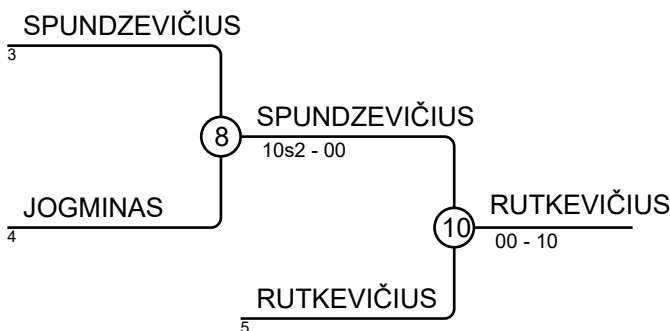 SPUNDZEVIČIUS
3
8
SPUNDZEVIČIUS
10s2 - 00
JOGMINAS
4
10
RUTKEVIČIUS
00 - 10
RUTKEVIČIUS
5